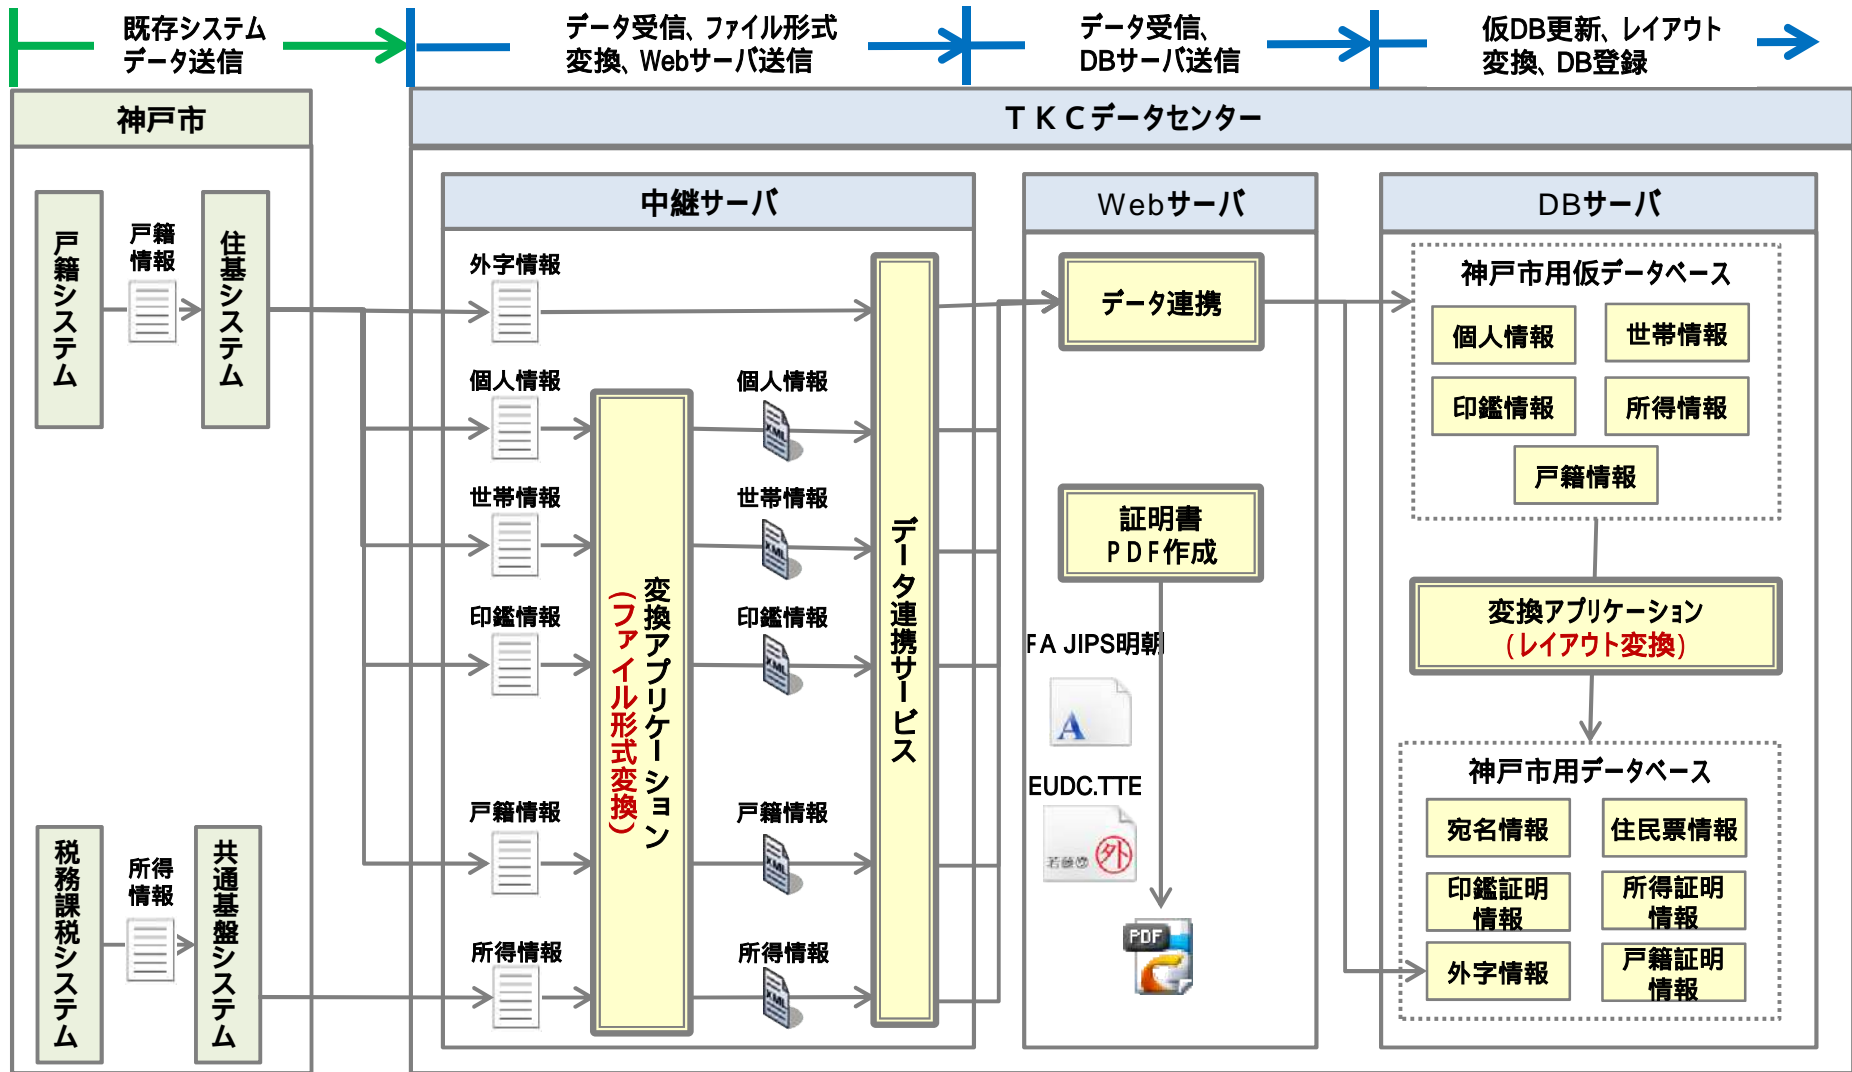 既存システム
データ送信
データ受信、ファイル形式
変換、Webサーバ送信
データ受信、
DBサーバ送信
仮DB更新、レイアウト
変換、DB登録
神戸市
TKCデータセンター
戸籍システム
戸籍
情報
住基システム
税務課税システム
所得
情報
共通基盤システム
中継サーバ
外字情報
個人情報
世帯情報
印鑑情報
戸籍情報
所得情報
変換アプリケーション
(ファイル形式変換)
個人情報
XML
世帯情報
XML
印鑑情報
XML
戸籍情報
XML
所得情報
XML
データ連携サービス
Webサーバ
データ連携
証明書
PDF作成
FA JIPS明朝
A
EUDC.TTE
外
PDF
DBサーバ
神戸市用仮データベース
個人情報
世帯情報
印鑑情報
所得情報
戸籍情報
変換アプリケーション
(レイアウト変換)
神戸市用データベース
宛名情報
住民票情報
印鑑証明
情報
所得証明
情報
外字情報
戸籍証明
情報